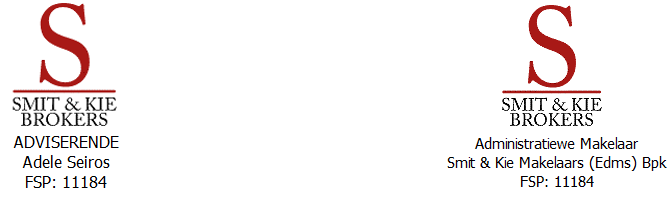 S
SMIT & KIE
BROKERS
ADVISERENDE
Adele Seiros
FSP: 11184
S
SMIT & KIE
BROKERS
Administratiewe Makelaar
Smit & Kie Makelaars (Edms) Bpk
FSP: 11184